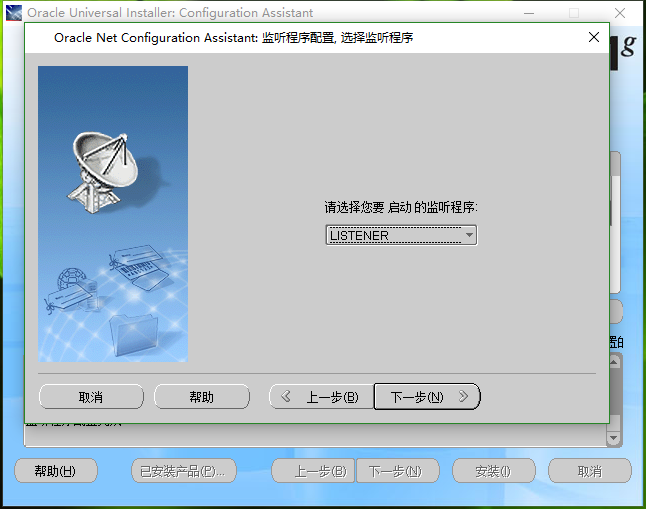 Oracle Universal Installer: Configuration Assistant
Oracle Net Configuration Assistant: 监听程序配置, 选择监听程序
g
请选择您要 启动 的监听程序:
LISTENER
置的
取消
帮助
上一步(B)
下一步(N)
帮助(H)
已安装产品(P)...
上一步(B)
下一步(N)
安装(I)
取消